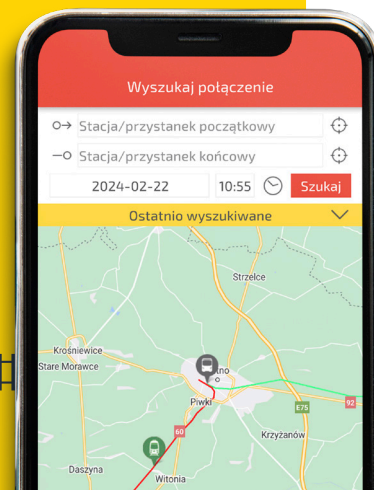 Wyszukaj połączenie
Stacja/przystanek początkowy
Stacja/przystanek końcowy
2024-02-22 10:55 Szukaj
Ostatnio wyszukiwane
Strzelce
Krośniewice
Stare Morawce
no
Piwki
E75
92
60
Krzyżanów
Daszyna
Witonia